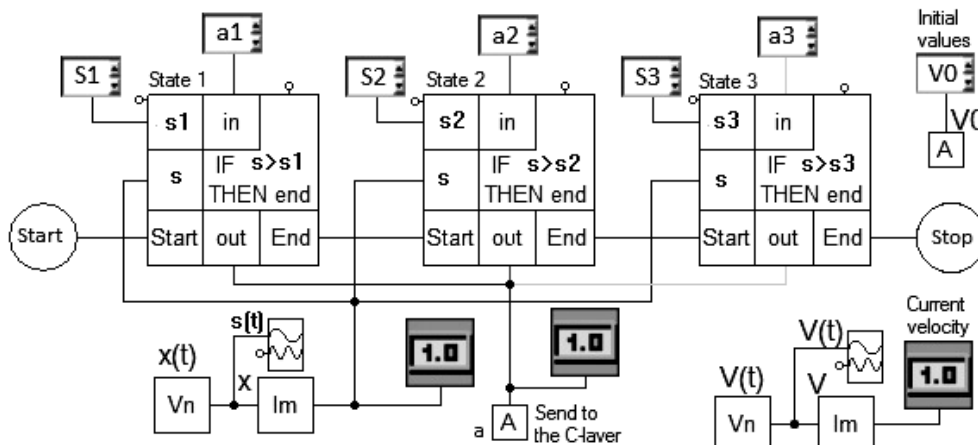 a1
a2
a3
Initial
values
S1
State 1
S2
State 2
S3
State 3
V0
s1
in
s2
in
s3
in
V0
A
s
IF s>s1
THEN end
s
IF s>s2
THEN end
s
IF s>s3
THEN end
Start
Start
out
End
Start
out
End
Start
out
End
Stop
s(t)
x(t)
x
Vn
Im
1.0
1.0
a
A
Send to
the C-laver
V(t)
V(t)
V
Vn
Im
Current
velocity
1.0